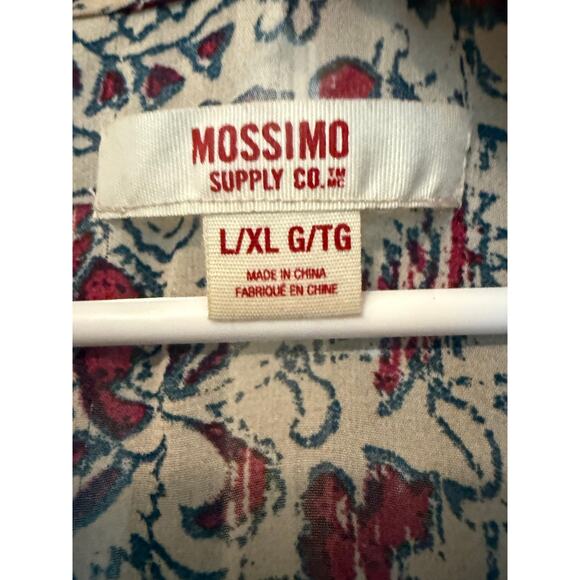 MOSSIMO
SUPPLY CO.™ MC
L/XL G/TG
MADE IN CHINA
FABRIQUÉ EN CHINE